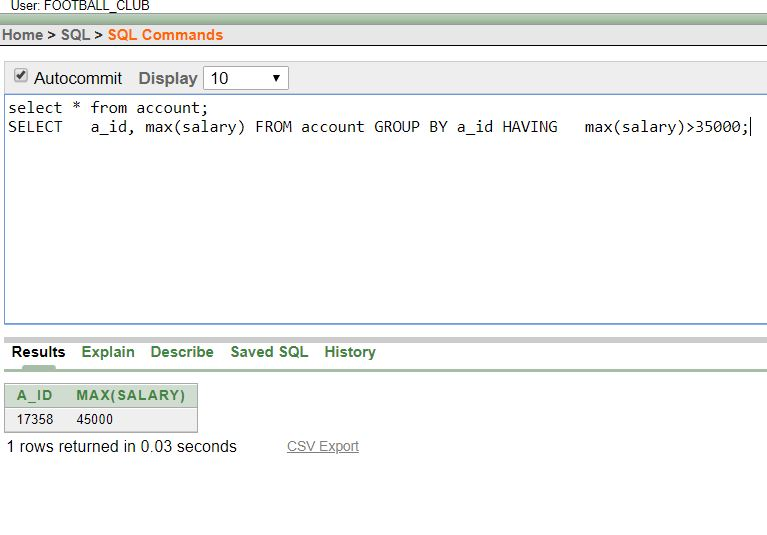 User: FOOTBALL_CLUB
Home > SQL > SQL Commands
Autocommit Display 10
select * from account;
SELECT   a_id, max(salary) FROM account GROUP BY a_id HAVING   max(salary)>35000;
Results Explain Describe Saved SQL History
A_ID MAX(SALARY)
17358 45000
1 rows returned in 0.03 seconds CSV Export